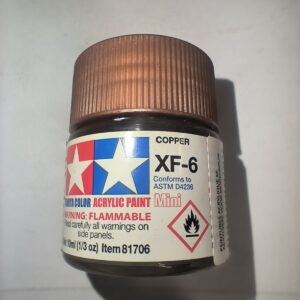 COPPER
XF-6
Conforms to
ASTM D4236
TAMIYA COLOR ACRYLIC PAINT Mini
WARNING: FLAMMABLE
Read carefully all warnings on
side panels.
10ml (1/3 oz) Item 81706